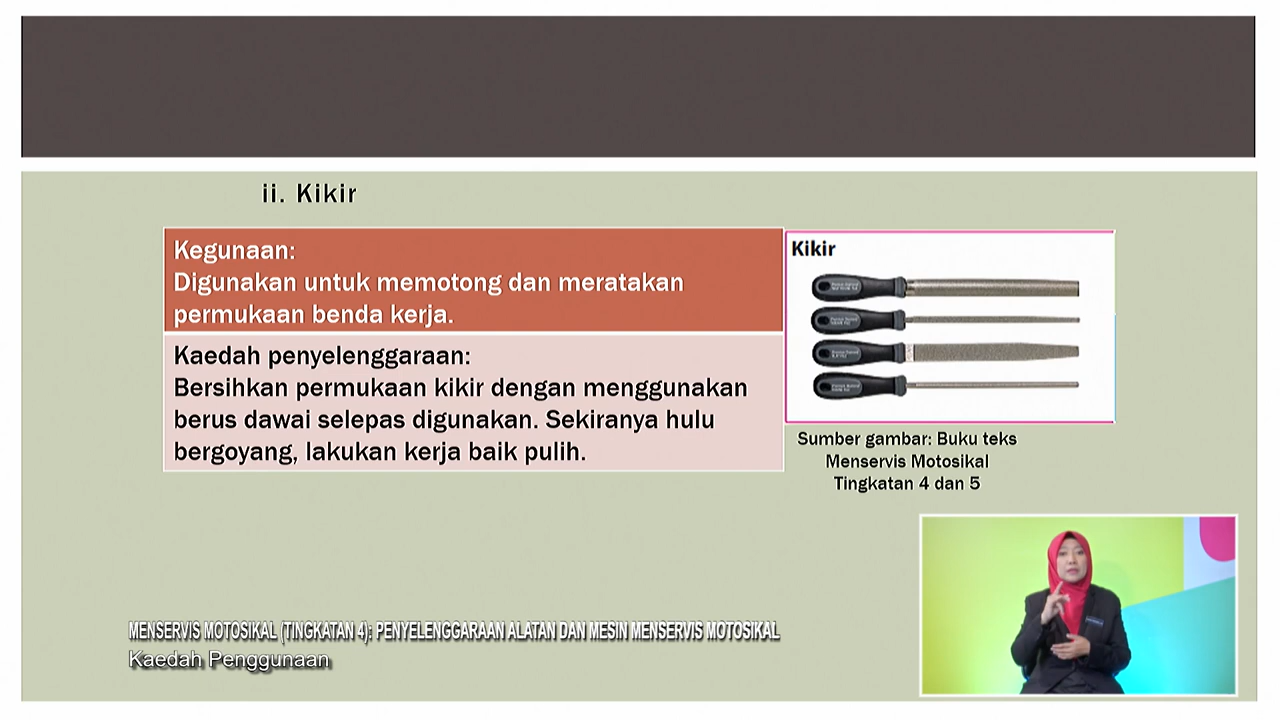 ii. Kikir
Kegunaan:
Digunakan untuk memotong dan meratakan
permukaan benda kerja.
Kaedah penyelenggaraan:
Bersihkan permukaan kikir dengan menggunakan
berus dawai selepas digunakan. Sekiranya hulu
bergoyang, lakukan kerja baik pulih.
Kikir
Sumber gambar: Buku teks
Menservis Motosikal
Tingkatan 4 dan 5
MENSERVIS MOTOSIKAL (TINGKATAN 4): PENYELENGGARAAN ALATAN DAN MESIN MENSERVIS MOTOSIKAL
Kaedah Penggunaan